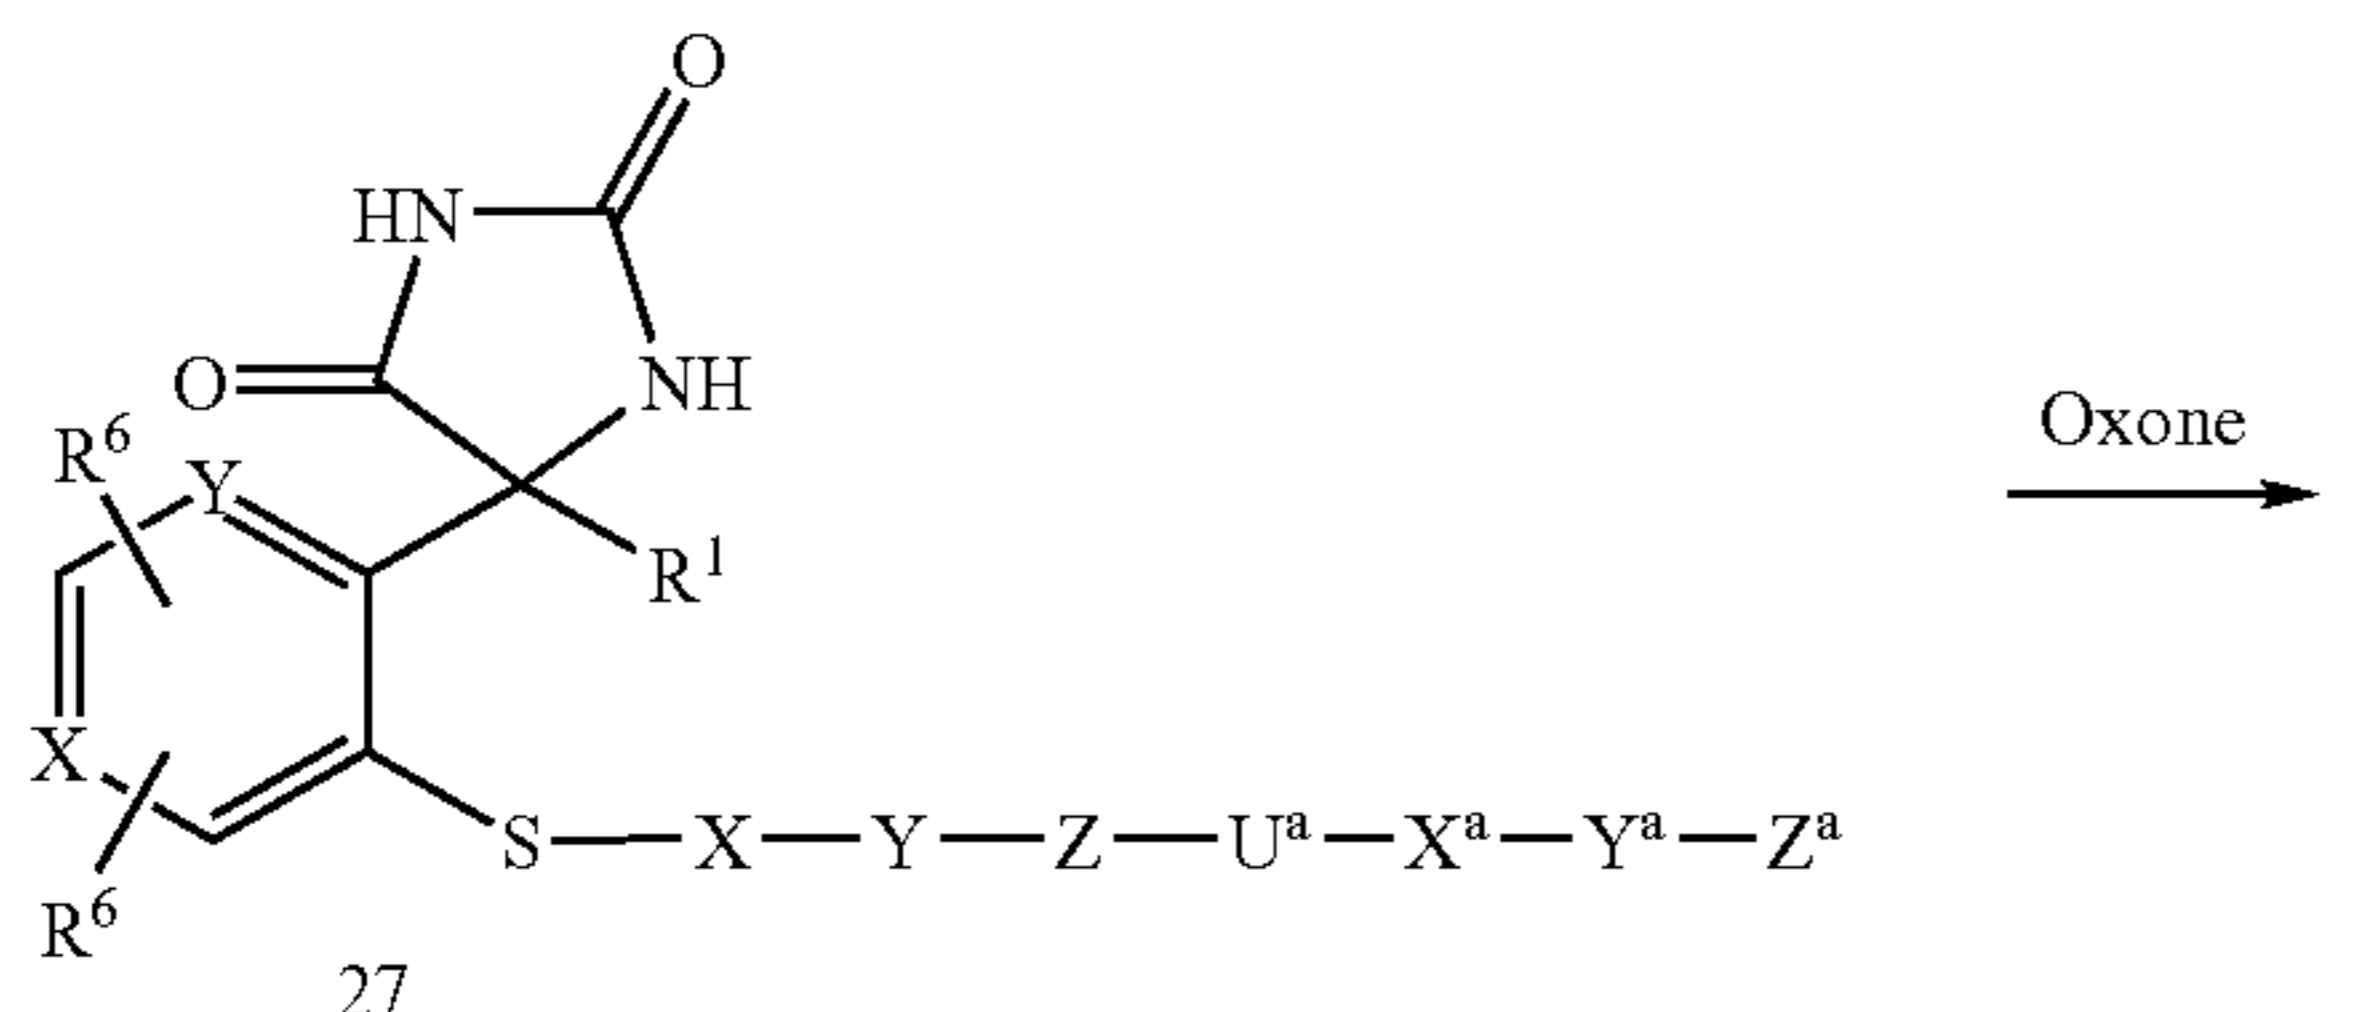 O
HN
O
NH
Oxone
R⁶
Y
R¹
X
S—X—Y—Z—Uᵃ—Xᵃ—Yᵃ—Zᵃ
R⁶
27